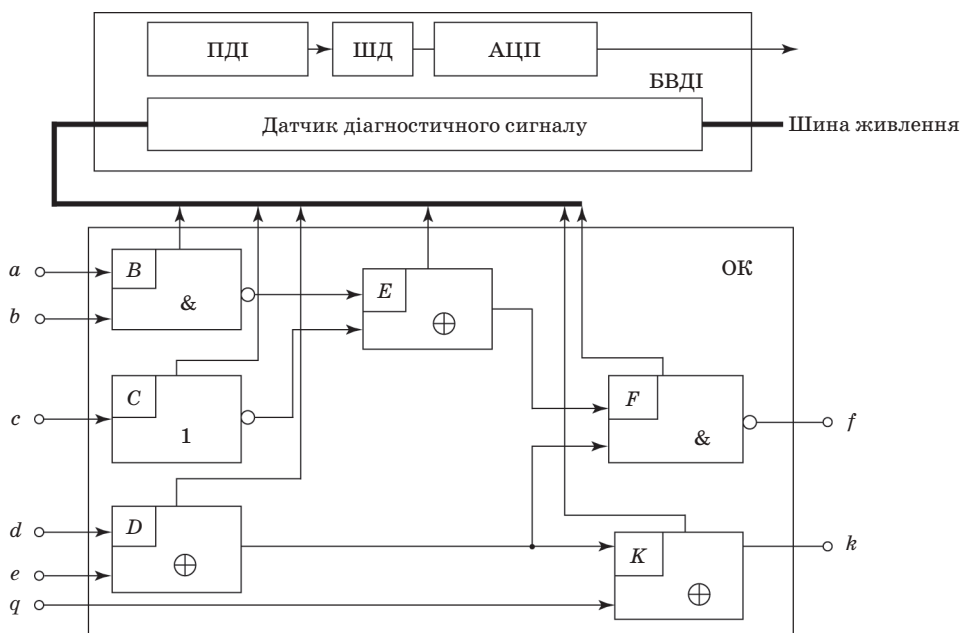 ПДІ ШД АЦП
БВДІ
Датчик діагностичного сигналу
Шина живлення
ОК
a
B
&
b
E
⊕
c
C
1
F
&
f
d
D
⊕
e
K
⊕
k
q